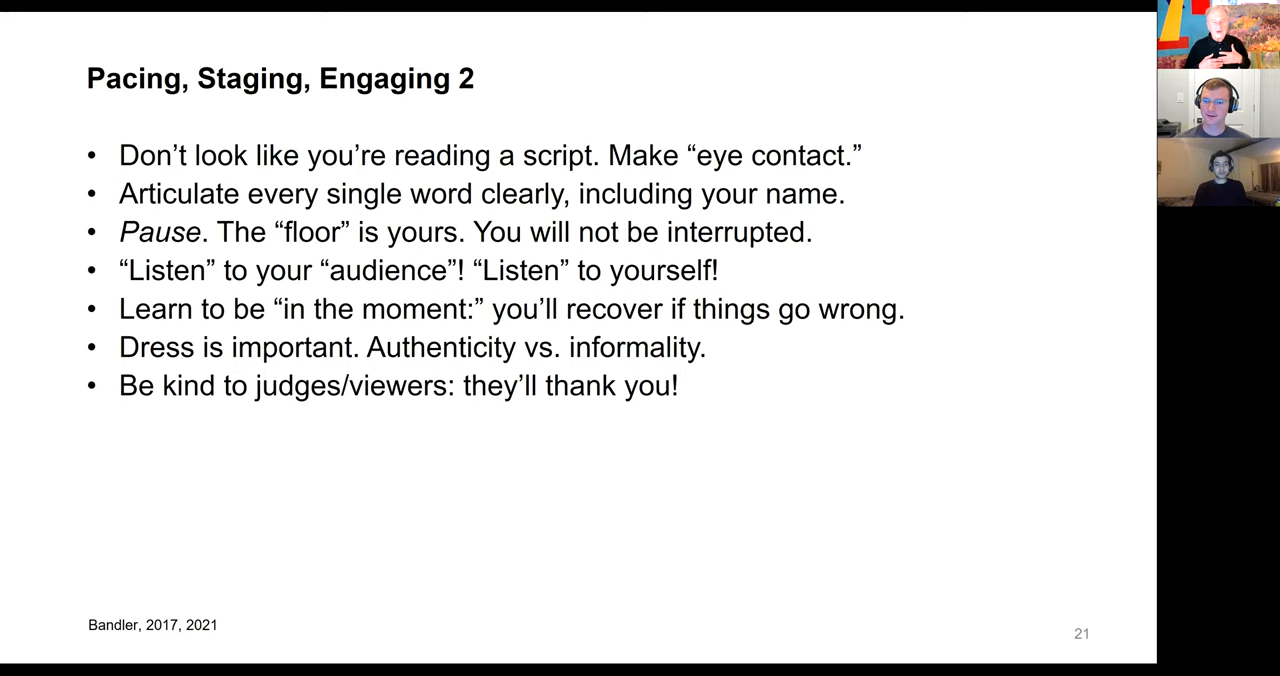 Pacing, Staging, Engaging 2
• Don’t look like you’re reading a script. Make “eye contact.”
• Articulate every single word clearly, including your name.
• Pause. The “floor” is yours. You will not be interrupted.
• “Listen” to your “audience”! “Listen” to yourself!
• Learn to be “in the moment:” you’ll recover if things go wrong.
• Dress is important. Authenticity vs. informality.
• Be kind to judges/viewers: they’ll thank you!
Bandler, 2017, 2021
21